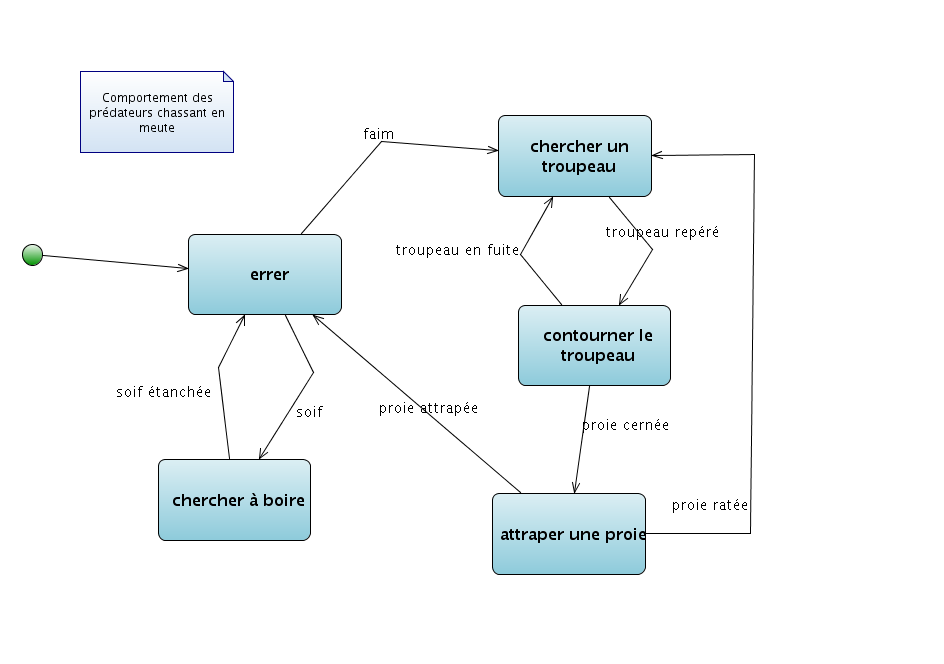 Comportement des
prédateurs chassant en
meute
faim
chercher un
troupeau
troupeau en fuite
troupeau repéré
errer
contourner le
troupeau
soif étanchée
soif
proie attrapée
proie cernée
chercher à boire
proie ratée
attraper une proie